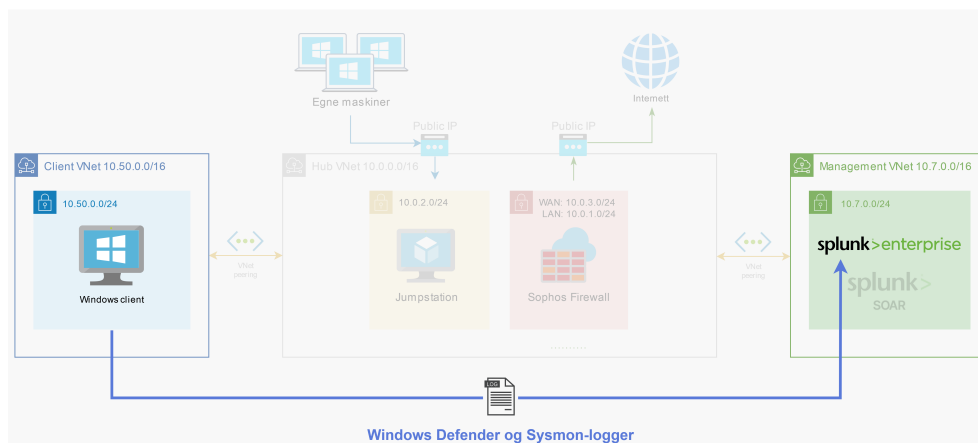 Egne maskiner
Internett
Public IP
Public IP
Client VNet 10.50.0.0/16
Hub VNet 10.0.0.0/16
Management VNet 10.7.0.0/16
10.50.0.0/24
10.0.2.0/24
WAN: 10.0.3.0/24
LAN: 10.0.1.0/24
10.7.0.0/24
Windows client
VNet
peering
Jumpstation
Sophos Firewall
VNet
peering
splunk>enterprise
splunk>
SOAR
..........
LOG
Windows Defender og Sysmon-logger